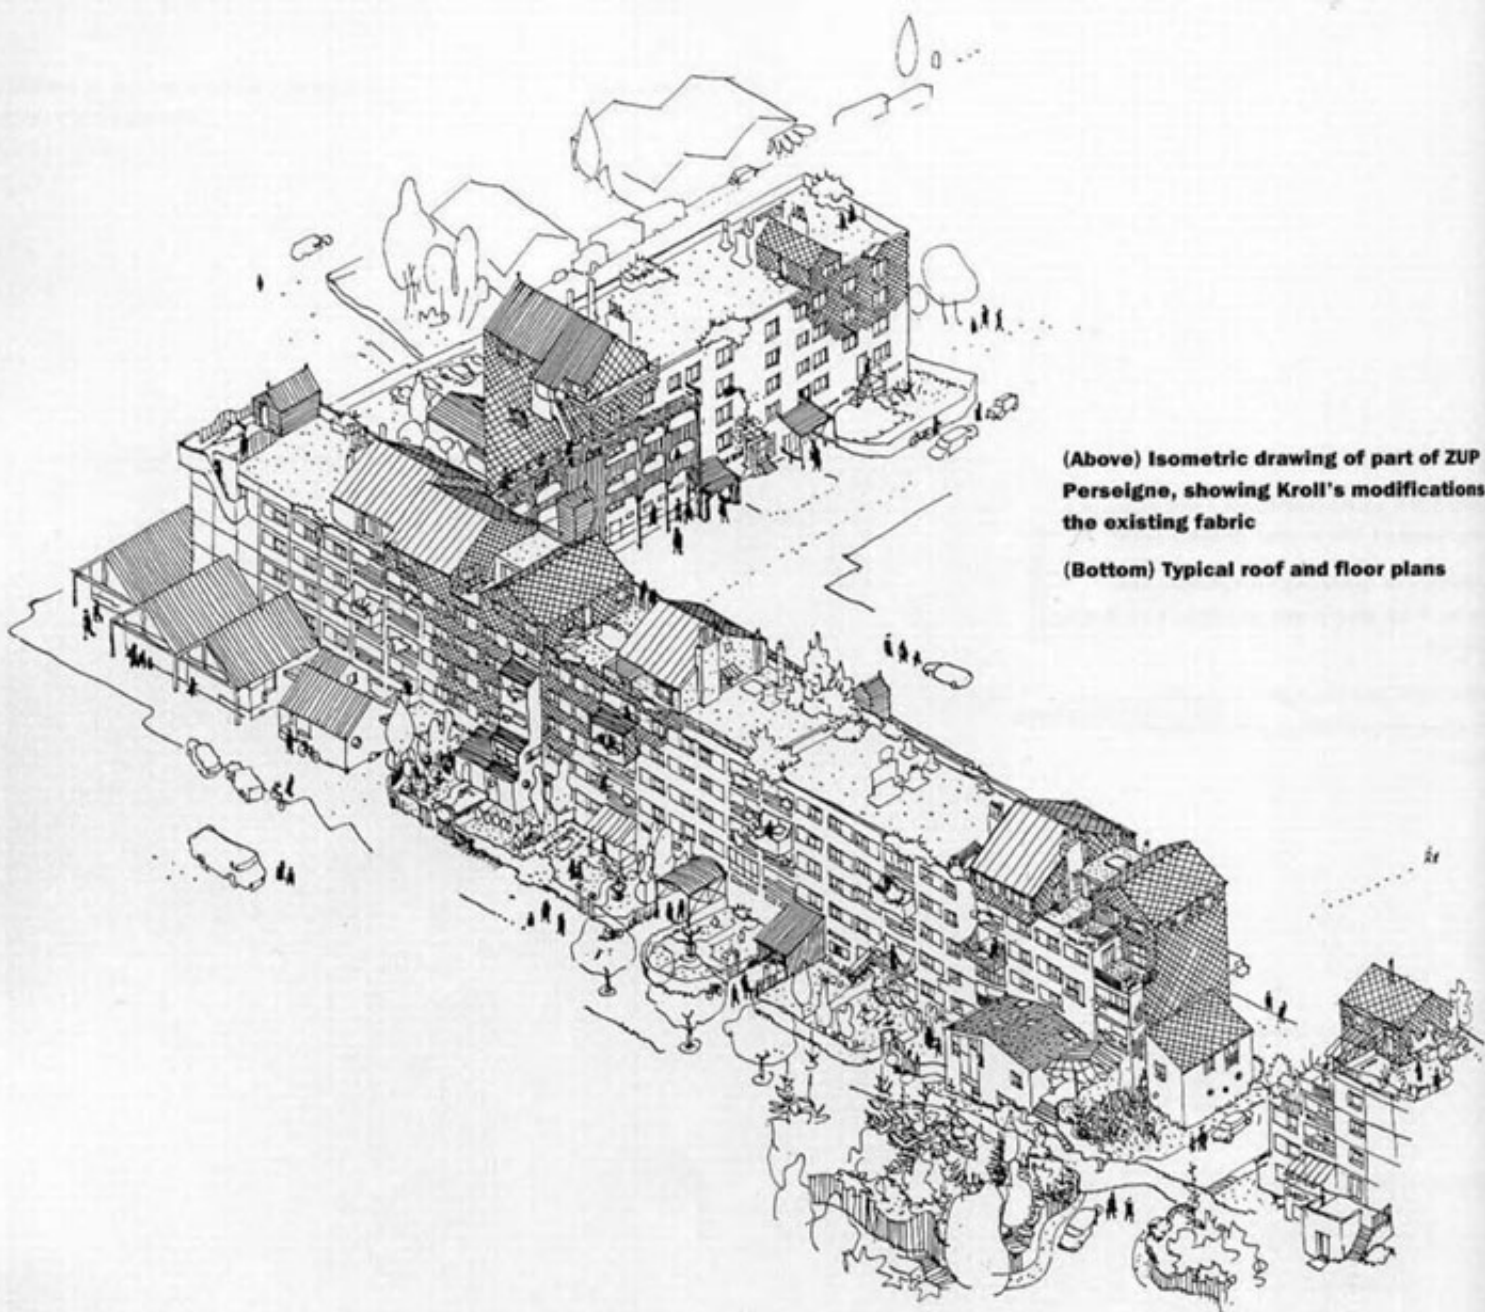 (Above) Isometric drawing of part of ZUP
Perseigne, showing Kroll's modifications
the existing fabric
(Bottom) Typical roof and floor plans